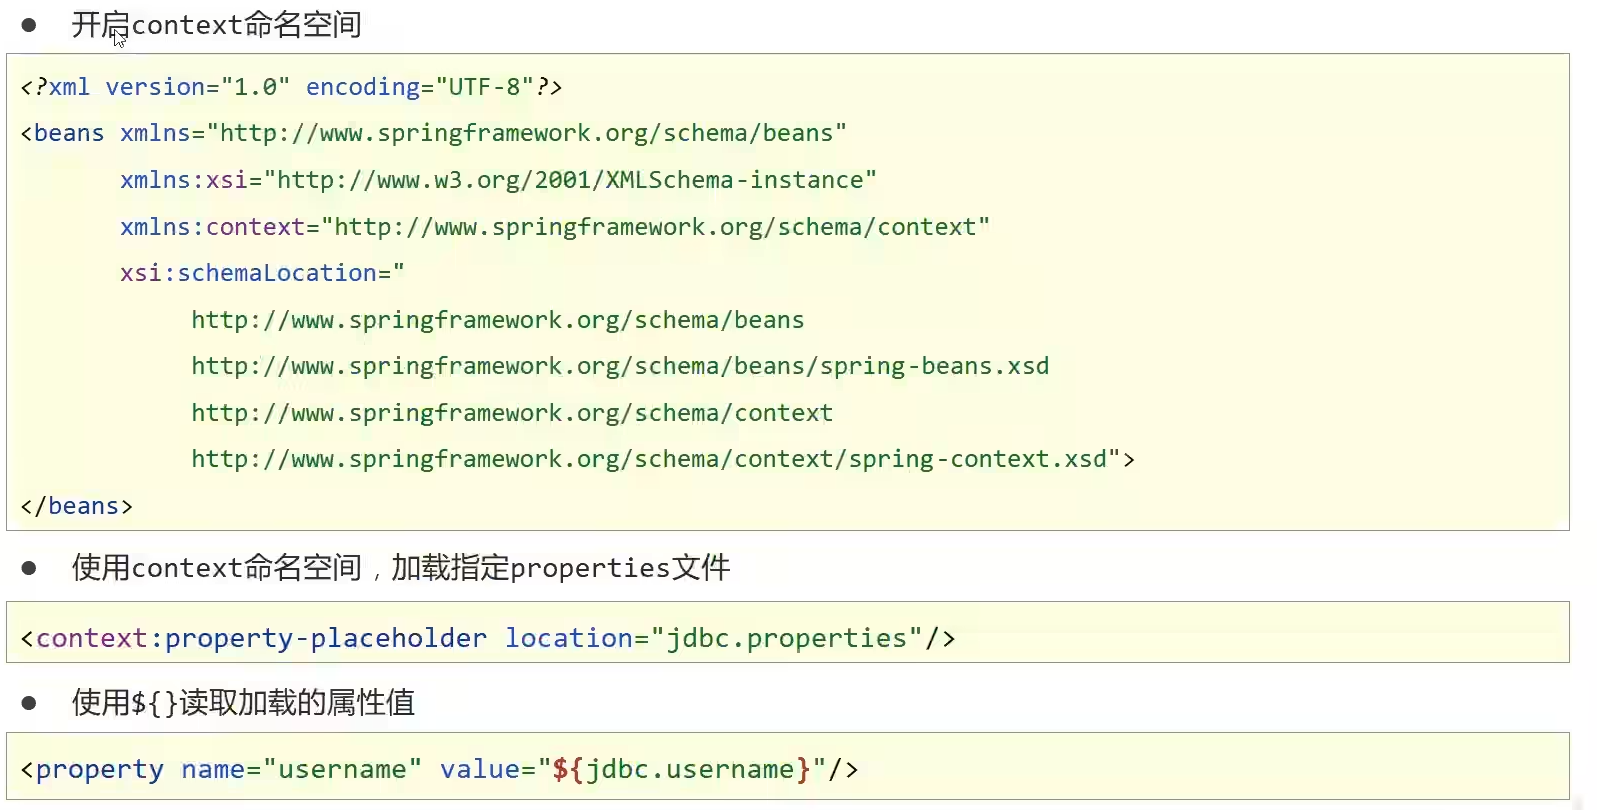 ● 开启context命名空间
<?xml version="1.0" encoding="UTF-8"?>
<beans xmlns="http://www.springframework.org/schema/beans"
xmlns:xsi="http://www.w3.org/2001/XMLSchema-instance"
xmlns:context="http://www.springframework.org/schema/context"
xsi:schemaLocation="
http://www.springframework.org/schema/beans
http://www.springframework.org/schema/beans/spring-beans.xsd
http://www.springframework.org/schema/context
http://www.springframework.org/schema/context/spring-context.xsd">
</beans>
● 使用context命名空间，加载指定properties文件
<context:property-placeholder location="jdbc.properties"/>
● 使用${}读取加载的属性值
<property name="username" value="${jdbc.username}"/>